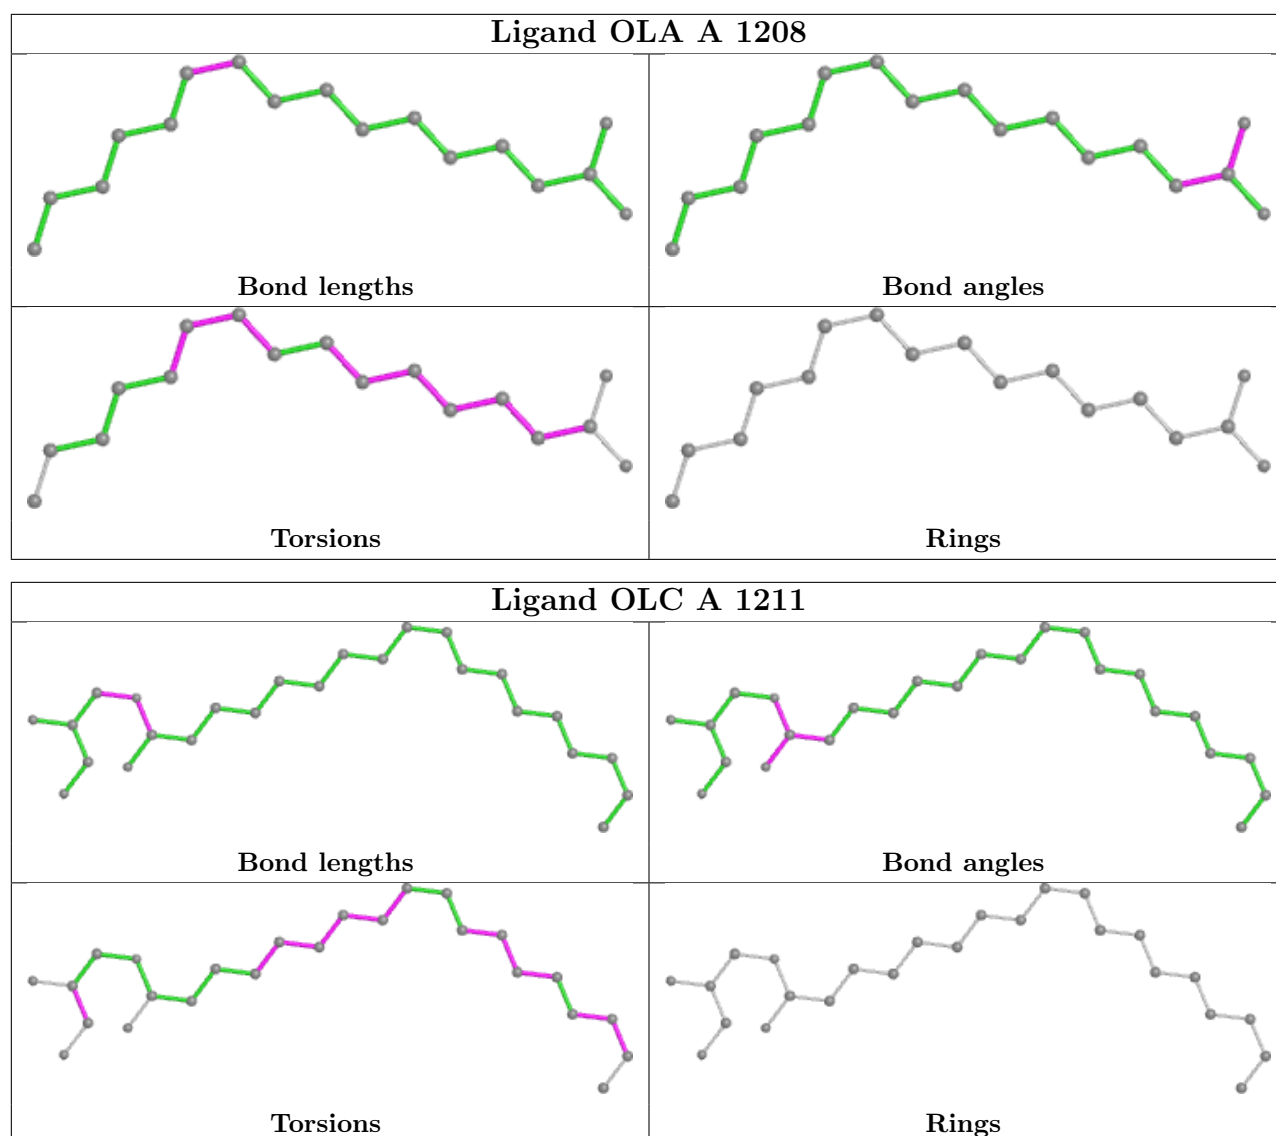 Ligand OLA A 1208
Bond lengths
Bond angles
Torsions
Rings
Ligand OLC A 1211
Bond lengths
Bond angles
Torsions
Rings